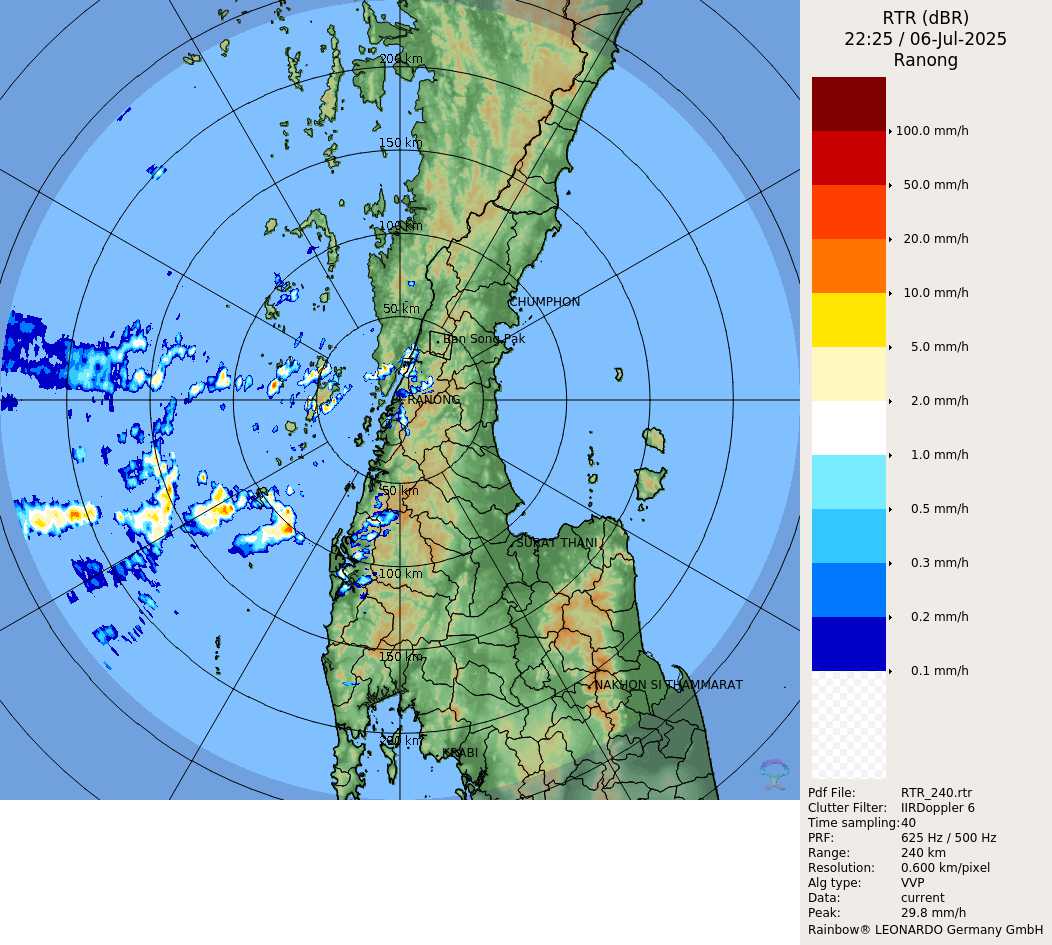 RTR (dBR)
22:25 / 06-Jul-2025
Ranong
200 km
150 km
100 km
50 km
CHUMPHON
Ban Song Pak
RANONG
50 km
SURAT THANI
100 km
150 km
NAKHON SI THAMMARAT
200 km
KRABI
100.0 mm/h
50.0 mm/h
20.0 mm/h
10.0 mm/h
5.0 mm/h
2.0 mm/h
1.0 mm/h
0.5 mm/h
0.3 mm/h
0.2 mm/h
0.1 mm/h
Pdf File: RTR_240.rtr
Clutter Filter: IIRDoppler 6
Time sampling:40
PRF: 625 Hz / 500 Hz
Range: 240 km
Resolution: 0.600 km/pixel
Alg type: VVP
Data: current
Peak: 29.8 mm/h
Rainbow® LEONARDO Germany GmbH